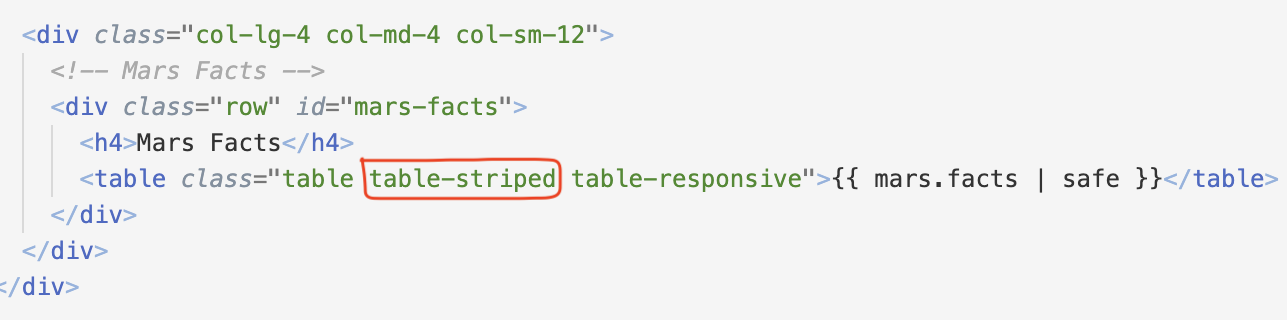 <div class="col-lg-4 col-md-4 col-sm-12">
<!-- Mars Facts -->
<div class="row" id="mars-facts">
<h4>Mars Facts</h4>
<table class="table table-striped table-responsive">{{ mars.facts | safe }}</table>
</div>
</div>
</div>